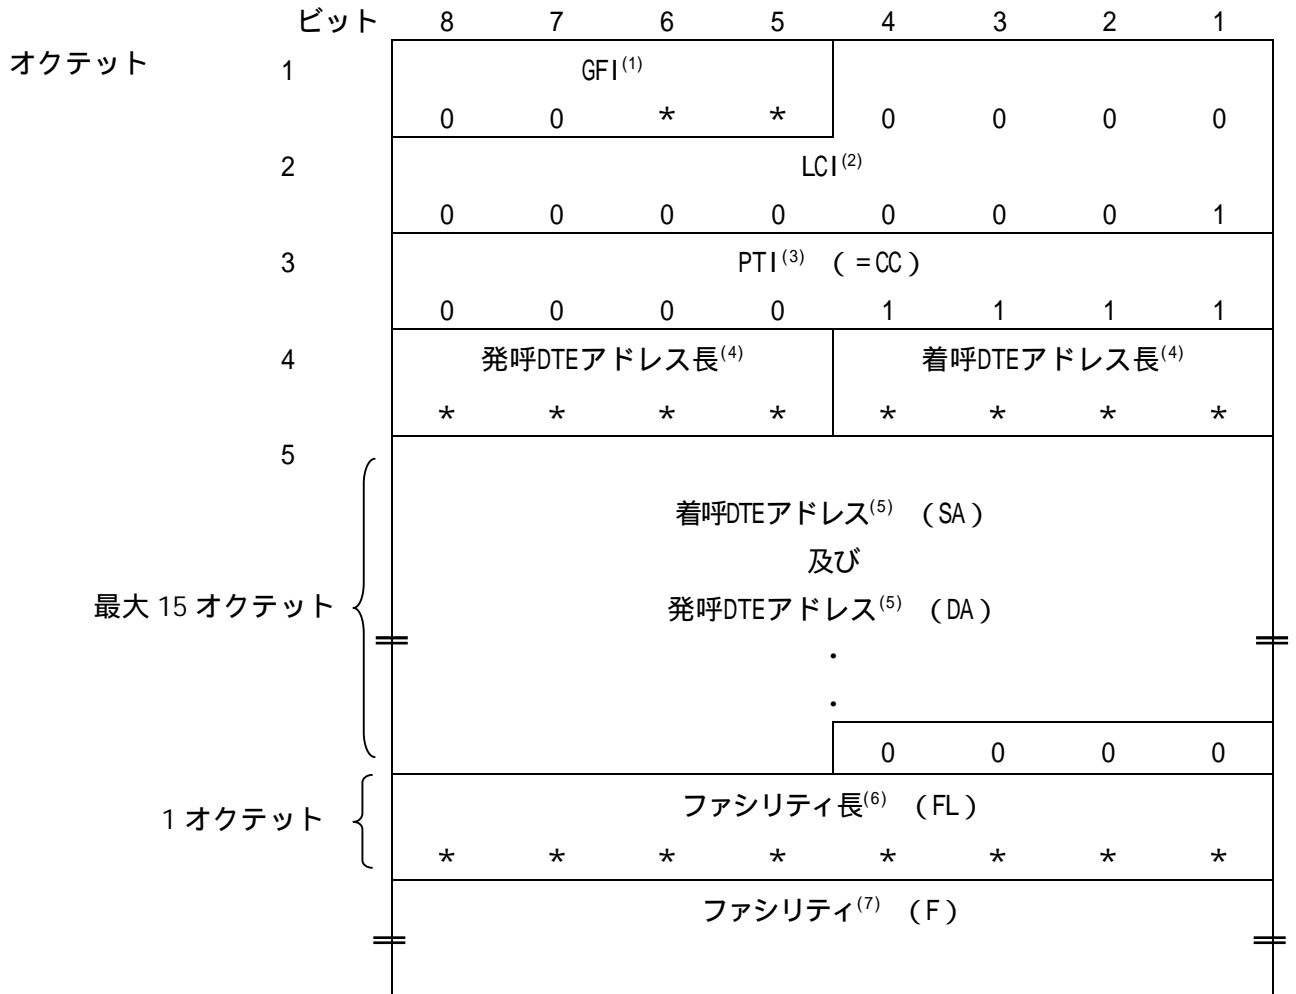 ビット 8 7 6 5 4 3 2 1
オクテット 1 GFI(1)
0 0 * * 0 0 0 0
2 LCI(2)
0 0 0 0 0 0 0 1
3 PTI(3) （=CC）
0 0 0 0 1 1 1 1
4 発呼DTEアドレス長(4) 着呼DTEアドレス長(4)
* * * * * * * *
5
着呼DTEアドレス(5) （SA）
及び
最大 15 オクテット 発呼DTEアドレス(5) （DA）
・
・
0 0 0 0
1 オクテット ファシリティ長(6) （FL）
* * * * * * * *
ファシリティ(7) （F）